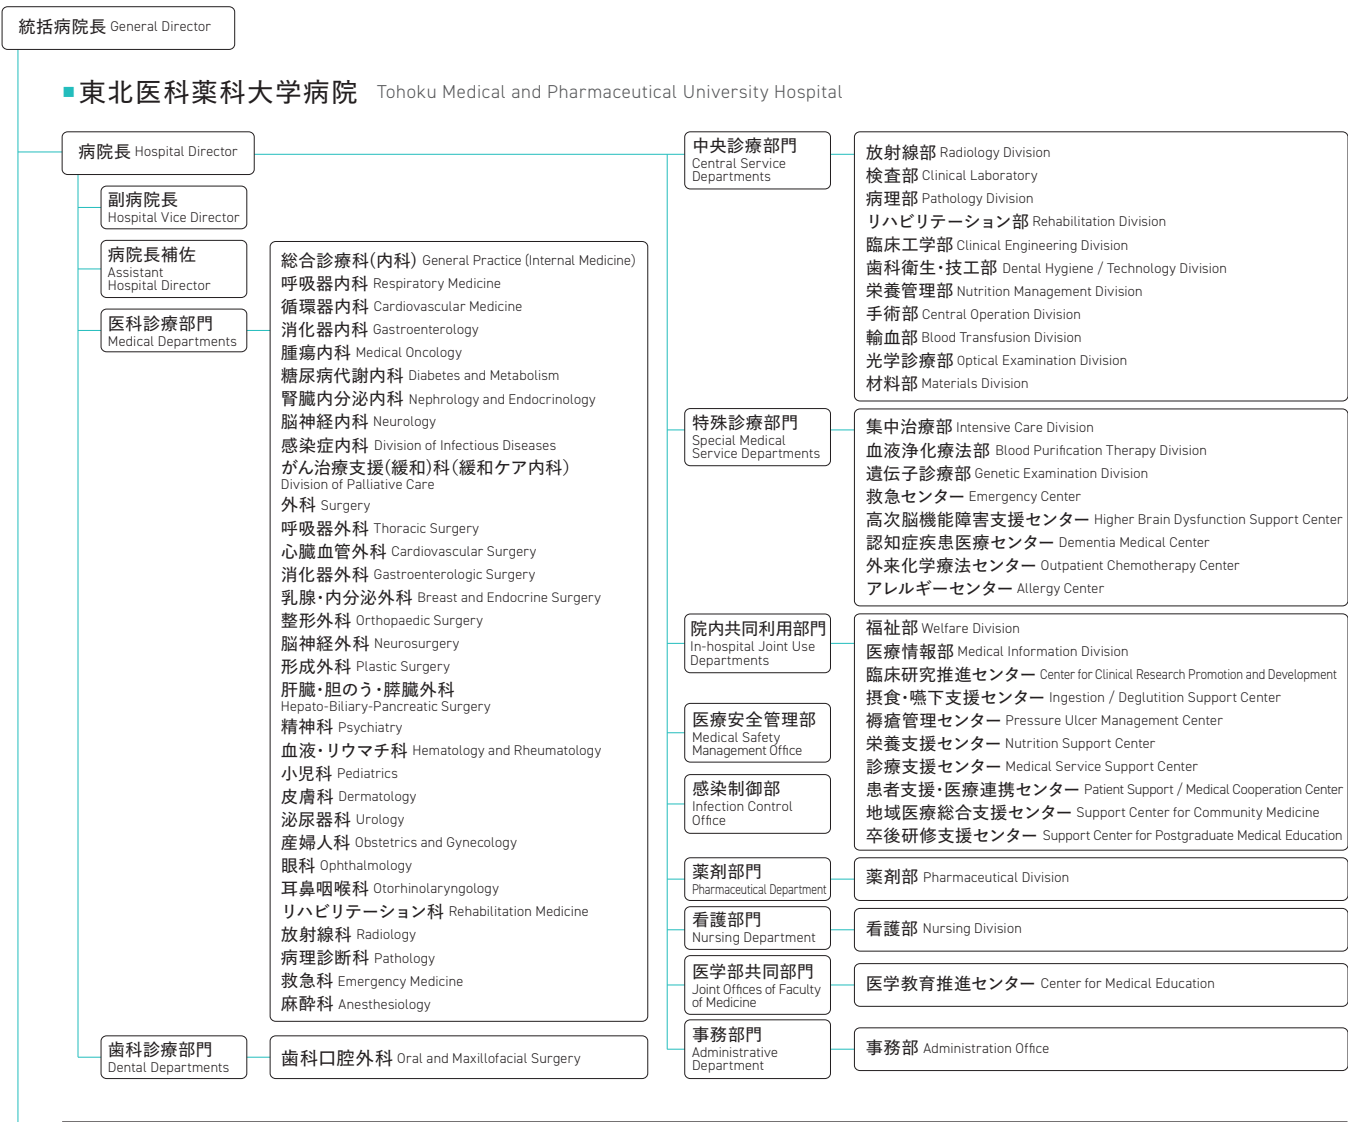 統括病院長 General Director
東北医科薬科大学病院 Tohoku Medical and Pharmaceutical University Hospital
病院長 Hospital Director
副病院長
Hospital Vice Director
病院長補佐
Assistant
Hospital Director
医科診療部門
Medical Departments
総合診療科(内科) General Practice (Internal Medicine)
呼吸器内科 Respiratory Medicine
循環器内科 Cardiovascular Medicine
消化器内科 Gastroenterology
腫瘍内科 Medical Oncology
糖尿病代謝内科 Diabetes and Metabolism
腎臓内分泌内科 Nephrology and Endocrinology
脳神経内科 Neurology
感染症内科 Division of Infectious Diseases
がん治療支援(緩和)科(緩和ケア内科)
Division of Palliative Care
外科 Surgery
呼吸器外科 Thoracic Surgery
心臓血管外科 Cardiovascular Surgery
消化器外科 Gastroenterologic Surgery
乳腺・内分泌外科 Breast and Endocrine Surgery
整形外科 Orthopaedic Surgery
脳神経外科 Neurosurgery
形成外科 Plastic Surgery
肝臓・胆のう・膵臓外科
Hepato-Biliary-Pancreatic Surgery
精神科 Psychiatry
血液・リウマチ科 Hematology and Rheumatology
小児科 Pediatrics
皮膚科 Dermatology
泌尿器科 Urology
産婦人科 Obstetrics and Gynecology
眼科 Ophthalmology
耳鼻咽喉科 Otorhinolaryngology
リハビリテーション科 Rehabilitation Medicine
放射線科 Radiology
病理診断科 Pathology
救急科 Emergency Medicine
麻酔科 Anesthesiology
歯科診療部門
Dental Departments
歯科口腔外科 Oral and Maxillofacial Surgery
中央診療部門
Central Service
Departments
放射線部 Radiology Division
検査部 Clinical Laboratory
病理部 Pathology Division
リハビリテーション部 Rehabilitation Division
臨床工学部 Clinical Engineering Division
歯科衛生・技工部 Dental Hygiene / Technology Division
栄養管理部 Nutrition Management Division
手術部 Central Operation Division
輸血部 Blood Transfusion Division
光学診療部 Optical Examination Division
材料部 Materials Division
特殊診療部門
Special Medical
Service Departments
集中治療部 Intensive Care Division
血液浄化療法部 Blood Purification Therapy Division
遺伝子診療部 Genetic Examination Division
救急センター Emergency Center
高次脳機能障害支援センター Higher Brain Dysfunction Support Center
認知症疾患医療センター Dementia Medical Center
外来化学療法センター Outpatient Chemotherapy Center
アレルギーセンター Allergy Center
院内共同利用部門
In-hospital Joint Use
Departments
福祉部 Welfare Division
医療情報部 Medical Information Division
臨床研究推進センター Center for Clinical Research Promotion and Development
摂食・嚥下支援センター Ingestion / Deglutition Support Center
褥瘡管理センター Pressure Ulcer Management Center
栄養支援センター Nutrition Support Center
診療支援センター Medical Service Support Center
患者支援・医療連携センター Patient Support / Medical Cooperation Center
地域医療総合支援センター Support Center for Community Medicine
卒後研修支援センター Support Center for Postgraduate Medical Education
医療安全管理部
Medical Safety
Management Office
感染制御部
Infection Control
Office
薬剤部門
Pharmaceutical Department
薬剤部 Pharmaceutical Division
看護部門
Nursing Department
看護部 Nursing Division
医学部共同部門
Joint Offices of Faculty
of Medicine
医学教育推進センター Center for Medical Education
事務部門
Administrative
Department
事務部 Administration Office